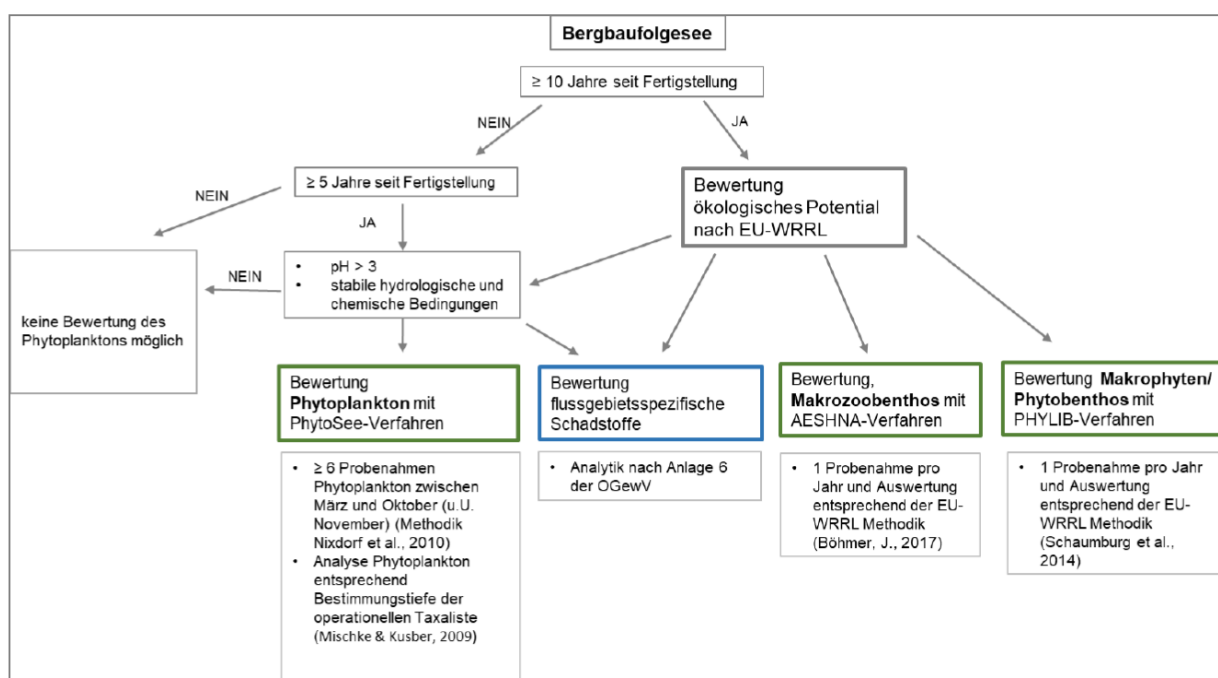 Bergbaufolgesee
≥ 10 Jahre seit Fertigstellung
NEIN
JA
≥ 5 Jahre seit Fertigstellung
NEIN
JA
Bewertung
ökologisches Potential
nach EU-WRRL
• pH > 3
• stabile hydrologische und
chemische Bedingungen
NEIN
keine Bewertung des
Phytoplanktons möglich
Bewertung
Phytoplankton mit
PhytoSee-Verfahren
Bewertung
flussgebietsspezifische
Schadstoffe
Bewertung,
Makrozoobenthos mit
AESHNA-Verfahren
Bewertung Makrophyten/
Phytobenthos mit
PHYLIB-Verfahren
• ≥ 6 Probenahmen
Phytoplankton zwischen
März und Oktober (u.U.
November) (Methodik
Nixdorf et al., 2010)
• Analyse Phytoplankton
entsprechend
Bestimmungstiefe der
operationellen Taxaliste
(Mischke & Kusber, 2009)
• Analytik nach Anlage 6
der OGewV
• 1 Probenahme pro
Jahr und Auswertung
entsprechend der EU-
WRRL Methodik
(Böhmer, J., 2017)
• 1 Probenahme pro Jahr
und Auswertung
entsprechend der EU-
WRRL Methodik
(Schaumburg et al.,
2014)